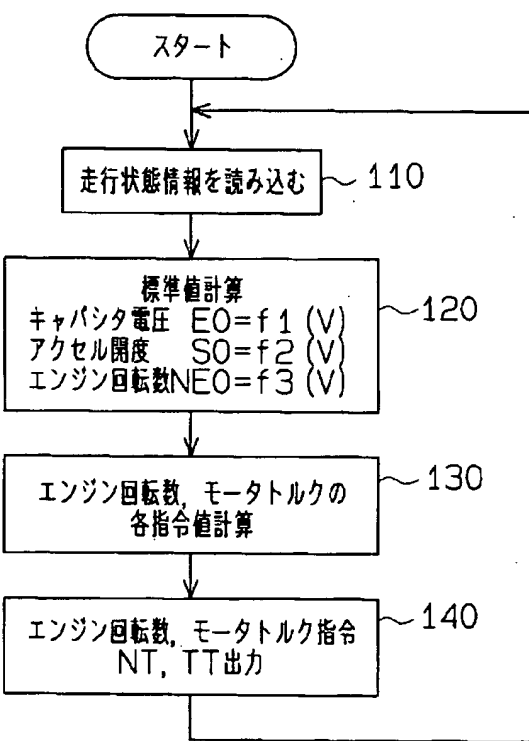 スタート
走行状態情報を読み込む
110
標準値計算
キャパシタ電圧 E0=f1(V)
アクセル開度 S0=f2(V)
エンジン回転数NE0=f3(V)
120
エンジン回転数, モータトルクの
各指令値計算
130
エンジン回転数, モータトルク指令
NT, TT出力
140